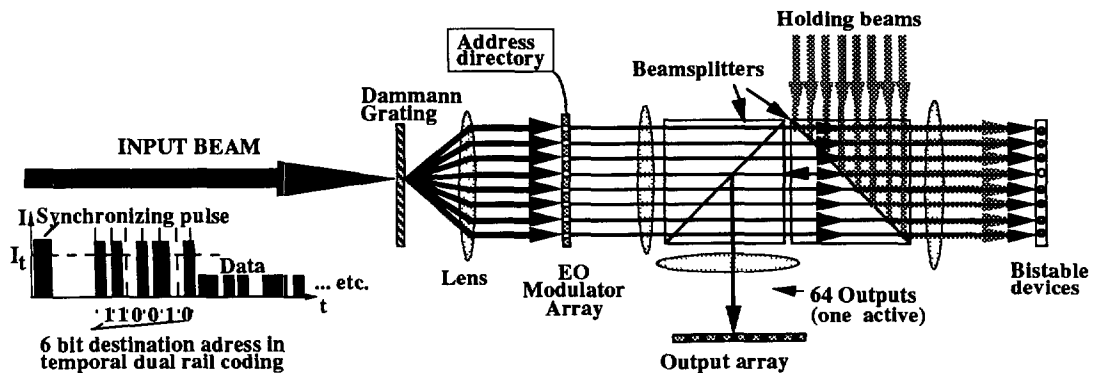 Holding beams
Address
directory
Beamsplitters
Dammann
Grating
INPUT BEAM
I
Synchronizing pulse
It
Data
... etc.
t
1 1 0 0 1 0
6 bit destination adress in
temporal dual rail coding
Lens
EO
Modulator
Array
64 Outputs
(one active)
Bistable
devices
Output array